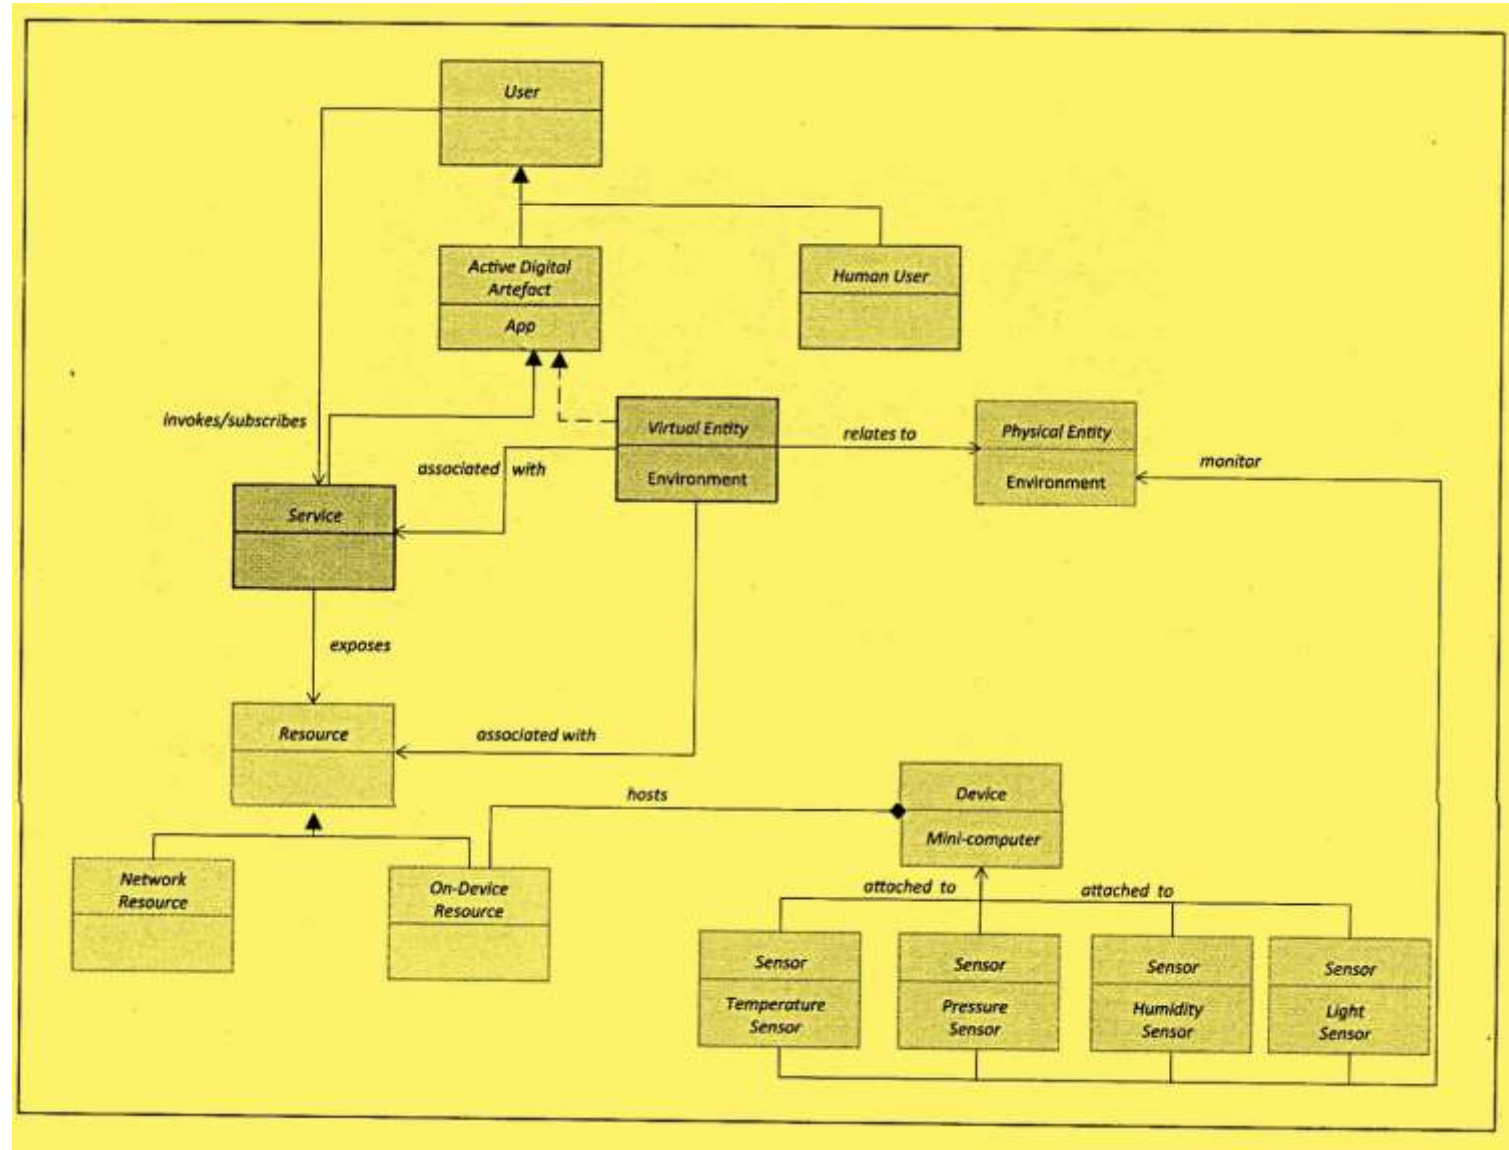 User
Active Digital
Artefact
App
Human User
invokes/subscribes
associated with
Virtual Entity
Environment
relates to
Physical Entity
Environment
monitor
Service
exposes
Resource
associated with
hosts
Device
Mini-computer
attached to
attached to
Network
Resource
On-Device
Resource
Sensor
Temperature
Sensor
Sensor
Pressure
Sensor
Sensor
Humidity
Sensor
Sensor
Light
Sensor